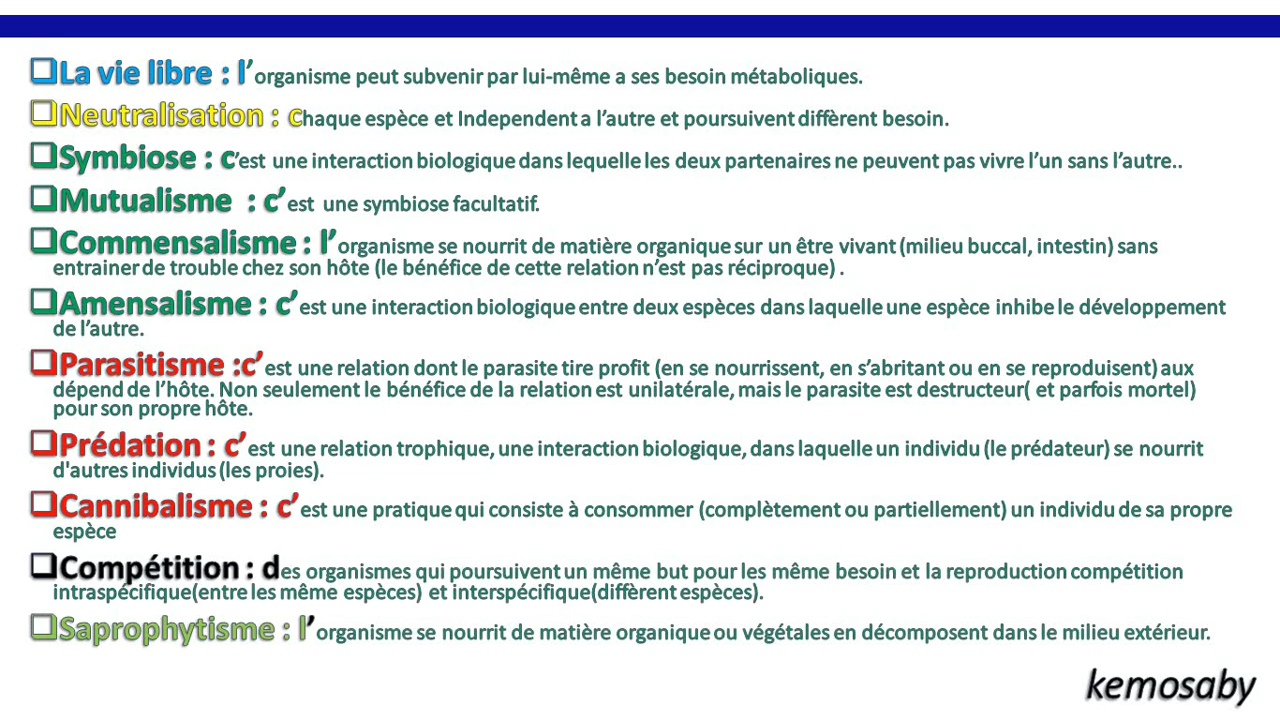 ❑La vie libre : l’organisme peut subvenir par lui-même a ses besoin métaboliques.
❑Neutralisation : chaque espèce et Independent a l’autre et poursuivent diffèrent besoin.
❑Symbiose : c’est une interaction biologique dans lequelle les deux partenaires ne peuvent pas vivre l’un sans l’autre..
❑Mutualisme : c’est une symbiose facultatif.
❑Commensalisme : l’organisme se nourrit de matière organique sur un être vivant (milieu buccal, intestin) sans
entrainer de trouble chez son hôte (le bénéfice de cette relation n’est pas réciproque) .
❑Amensalisme : c’est une interaction biologique entre deux espèces dans laquelle une espèce inhibe le développement
de l’autre.
❑Parasitisme :c’est une relation dont le parasite tire profit (en se nourrissent, en s’abritant ou en se reproduisent) aux
dépend de l’hôte. Non seulement le bénéfice de la relation est unilatérale, mais le parasite est destructeur( et parfois mortel)
pour son propre hôte.
❑Prédation : c’est une relation trophique, une interaction biologique, dans laquelle un individu (le prédateur) se nourrit
d'autres individus (les proies).
❑Cannibalisme : c’est une pratique qui consiste à consommer (complètement ou partiellement) un individu de sa propre
espèce
❑Compétition : des organismes qui poursuivent un même but pour les même besoin et la reproduction compétition
intraspécifique(entre les même espèces) et interspécifique(diffèrent espèces).
❑Saprophytisme : l’organisme se nourrit de matière organique ou végétales en décomposent dans le milieu extérieur.
kemosaby